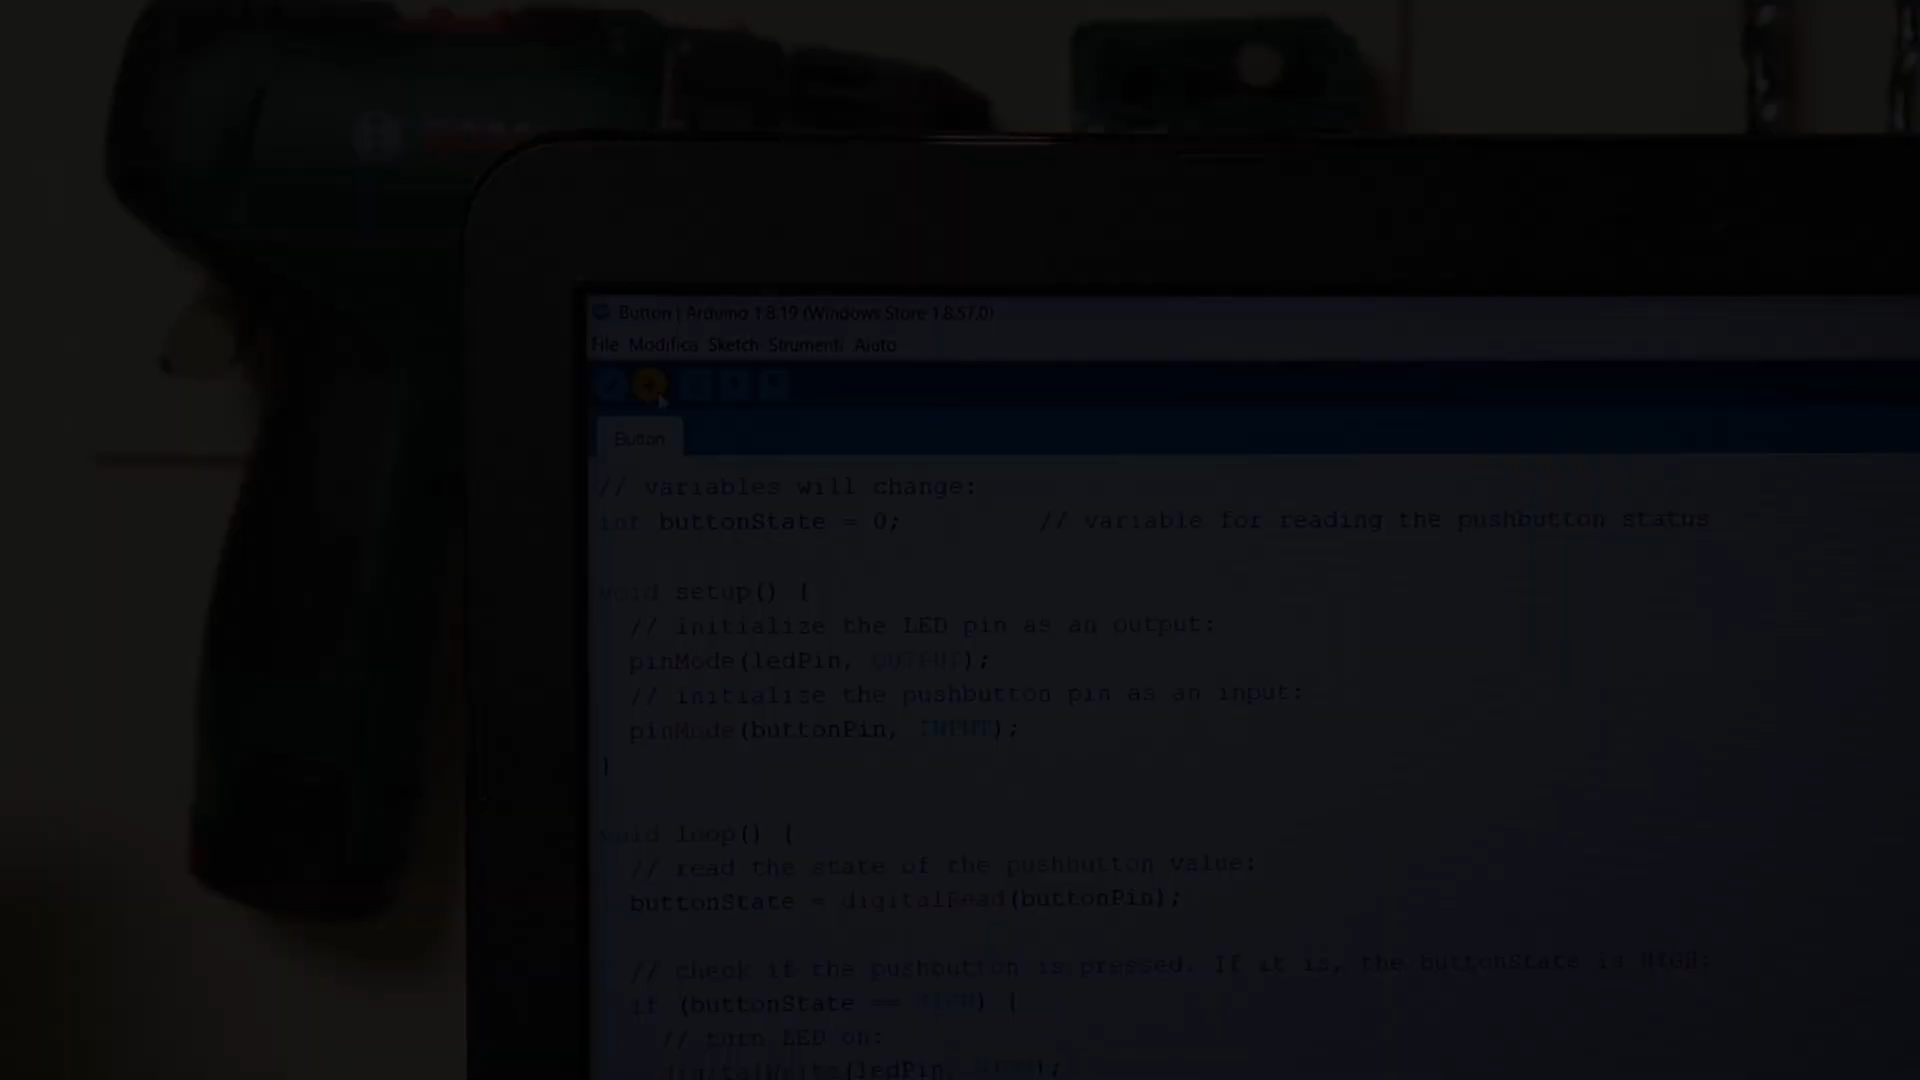 Button | Arduino 1.8.19 (Windows Store 1.8.57.0)
File Modifica Sketch Strumenti Aiuto
Button
// variables will change:
int buttonState = 0;         // variable for reading the pushbutton status
void setup() {
// initialize the LED pin as an output:
pinMode(ledPin, OUTPUT);
// initialize the pushbutton pin as an input:
pinMode(buttonPin, INPUT);
}
void loop() {
// read the state of the pushbutton value:
buttonState = digitalRead(buttonPin);
// check if the pushbutton is pressed. If it is, the buttonState is HIGH:
if (buttonState == HIGH) {
// turn LED on:
digitalWrite(ledPin, HIGH);